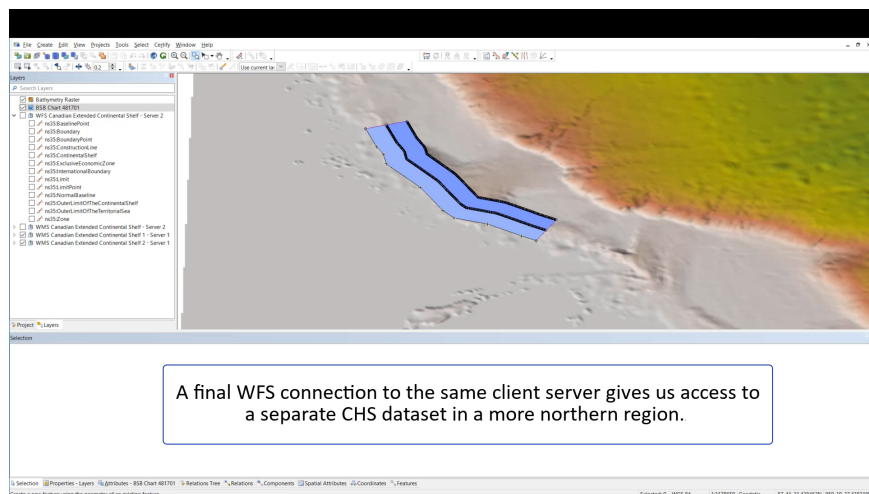 File Create Edit View Projects Tools Select Certify Window Help
0.2
Use current la
Layers
Search Layers
Bathymetry Raster
BSB Chart 481701
WFS Canadian Extended Continental Shelf - Server 2
ns35:BaselinePoint
ns35:Boundary
ns35:BoundaryPoint
ns35:ConstructionLine
ns35:ContinentalShelf
ns35:ExclusiveEconomicZone
ns35:InternationalBoundary
ns35:Limit
ns35:LimitPoint
ns35:NormalBaseline
ns35:OuterLimitOfTheContinentalShelf
ns35:OuterLimitOfTheTerritorialSea
ns35:Zone
WMS Canadian Extended Continental Shelf - Server 2
WMS Canadian Extended Continental Shelf 1 - Server 1
WMS Canadian Extended Continental Shelf 2 - Server 1
Project Layers
Selection
A final WFS connection to the same client server gives us access to
a separate CHS dataset in a more northern region.
Selection Properties - Layers Attributes - BSB Chart 481701 Relations Tree Relations Components Spatial Attributes Coordinates Features